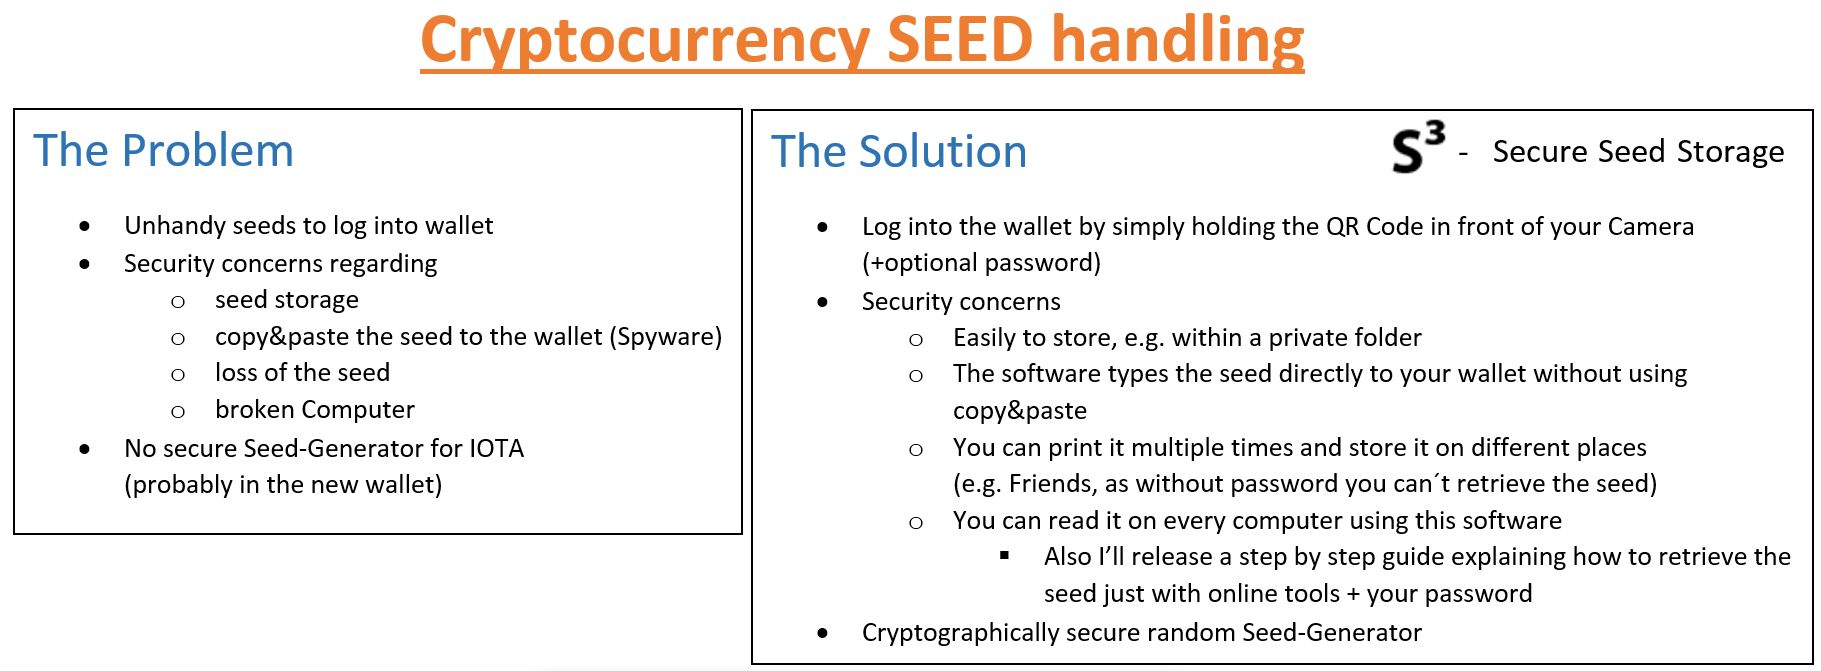 Cryptocurrency SEED handling
The Problem
• Unhandy seeds to log into wallet
• Security concerns regarding
o seed storage
o copy&paste the seed to the wallet (Spyware)
o loss of the seed
o broken Computer
• No secure Seed-Generator for IOTA
(probably in the new wallet)
The Solution
S³ - Secure Seed Storage
• Log into the wallet by simply holding the QR Code in front of your Camera
(+optional password)
• Security concerns
o Easily to store, e.g. within a private folder
o The software types the seed directly to your wallet without using
copy&paste
o You can print it multiple times and store it on different places
(e.g. Friends, as without password you can´t retrieve the seed)
o You can read it on every computer using this software
▪ Also I’ll release a step by step guide explaining how to retrieve the
seed just with online tools + your password
• Cryptographically secure random Seed-Generator